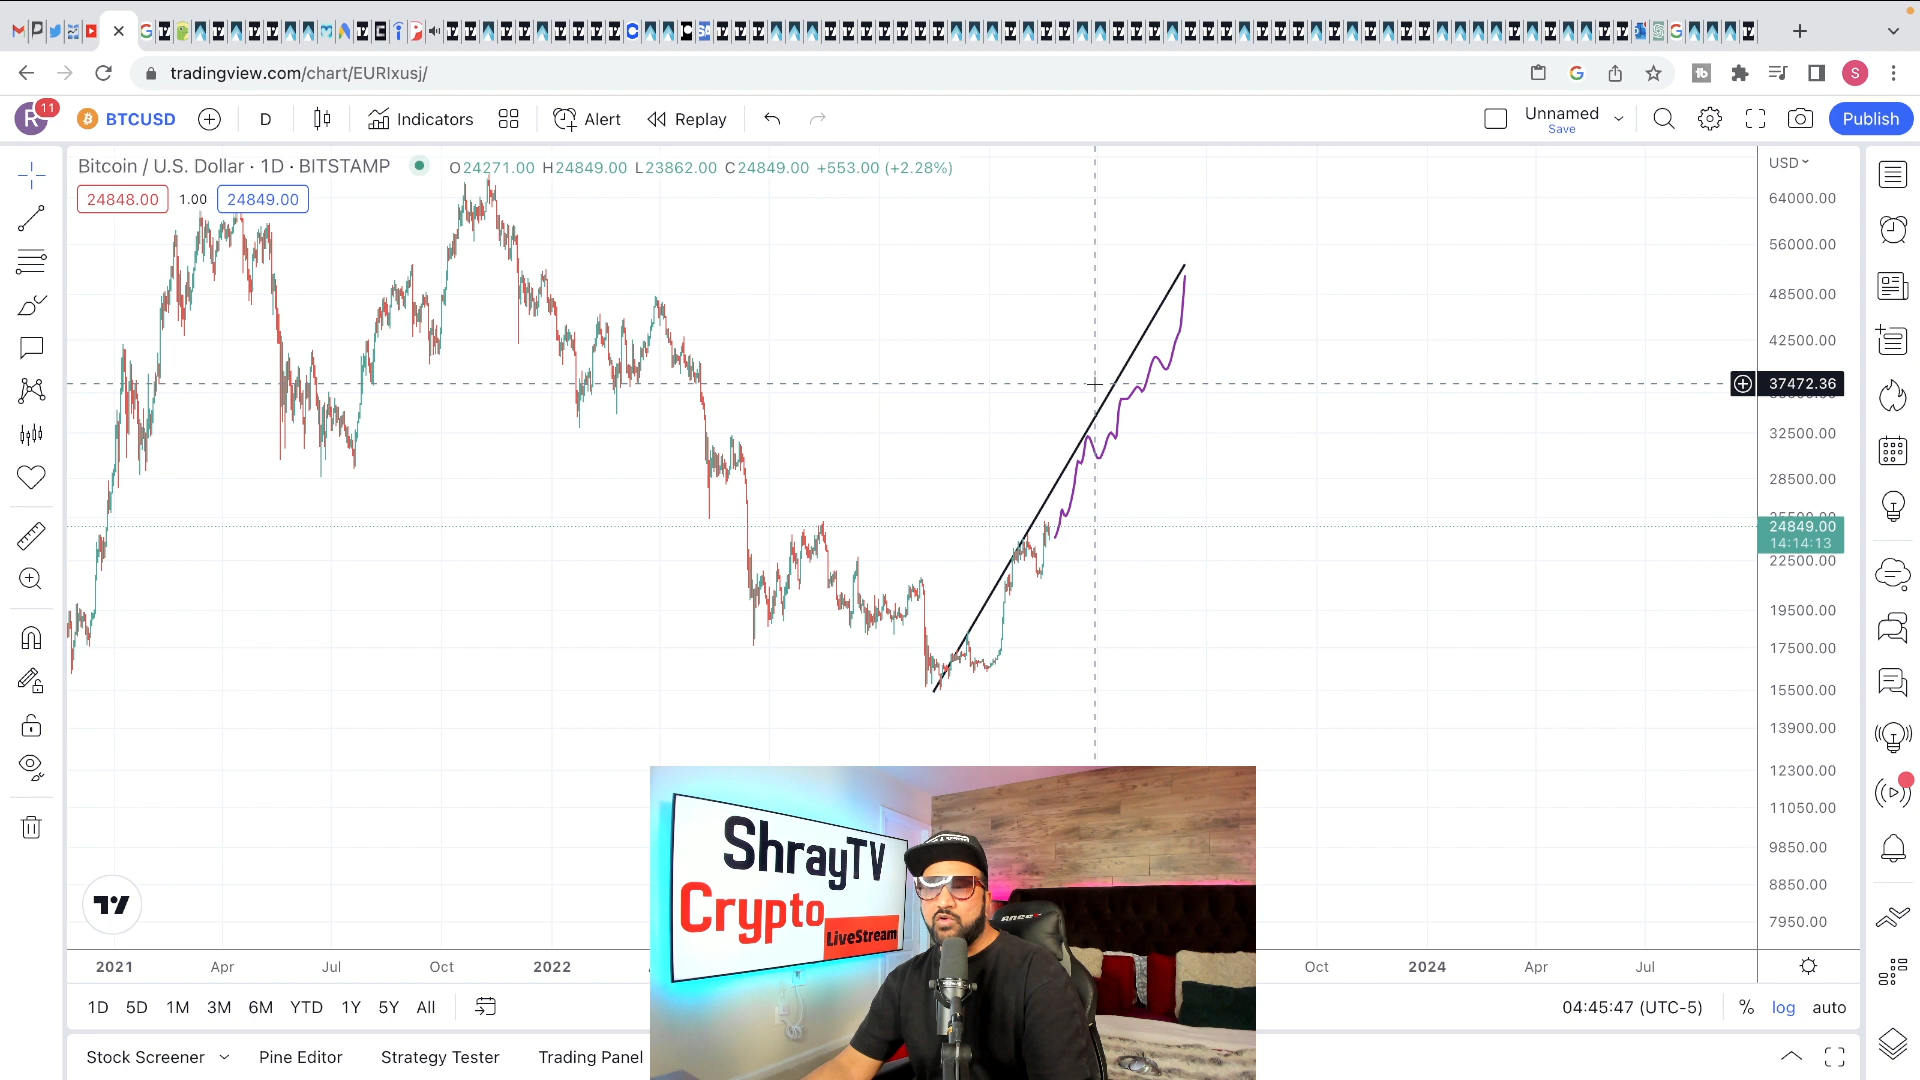 tradingview.com/chart/EURlxusj/
S
R
11
BTCUSD
D
Indicators
Alert
Replay
Unnamed
Save
Publish
Bitcoin / U.S. Dollar · 1D · BITSTAMP
O24271.00 H24849.00 L23862.00 C24849.00 +553.00 (+2.28%)
24848.00 1.00 24849.00
USD
64000.00
56000.00
48500.00
42500.00
37472.36
32500.00
28500.00
24849.00
14:14:13
22500.00
19500.00
17500.00
15500.00
13900.00
12300.00
11050.00
9850.00
8850.00
7950.00
ShrayTV
Crypto
LiveStream
2021 Apr Jul Oct 2022 Oct 2024 Apr Jul
1D 5D 1M 3M 6M YTD 1Y 5Y All
04:45:47 (UTC-5) % log auto
Stock Screener Pine Editor Strategy Tester Trading Panel